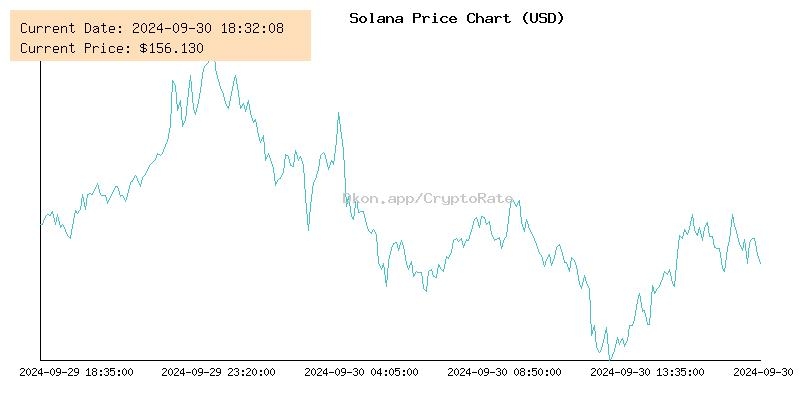 Solana Price Chart (USD)
Current Date: 2024-09-30 18:32:08
Current Price: $156.130
Dkon.app/CryptoRate
2024-09-29 18:35:00 2024-09-29 23:20:00 2024-09-30 04:05:00 2024-09-30 08:50:00 2024-09-30 13:35:00 2024-09-30